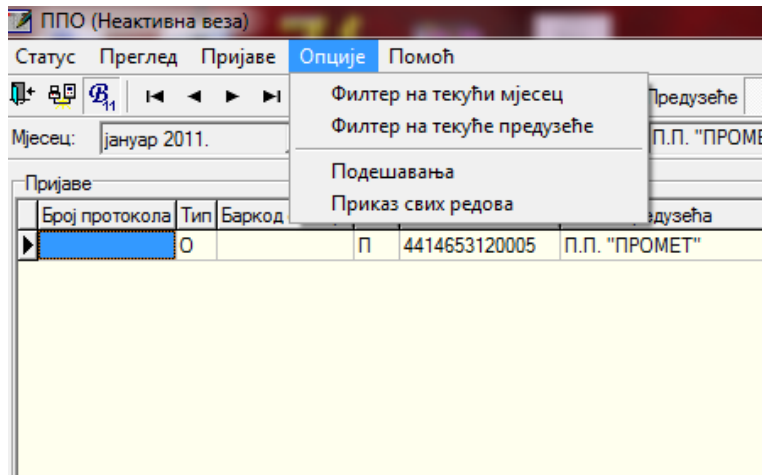 ППО (Неактивна веза)
Статус Преглед Пријаве Опције Помоћ
Филтер на текући мјесец
Филтер на текуће предузеће
Подешавања
Приказ свих редова
Предузеће
Мјесец: јануар 2011. П.П. "ПРОМЕ
Пријаве
Број протокола Тип Баркод
О П 4414653120005 П.П. "ПРОМЕТ"